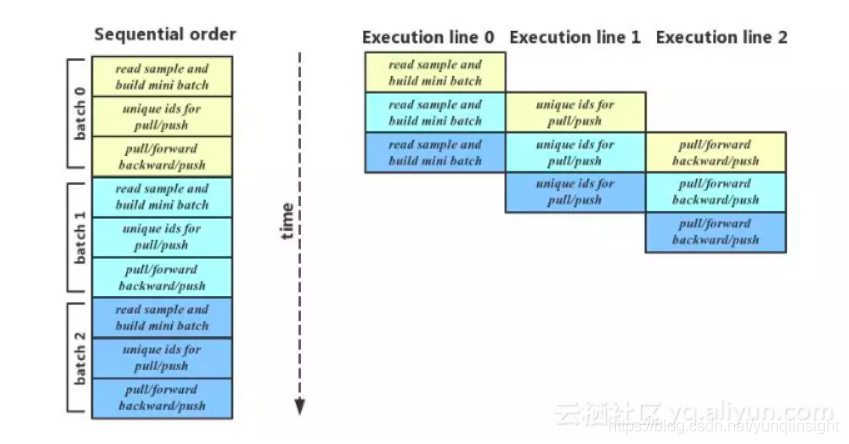 Sequential order
batch 0
read sample and
build mini batch
unique ids for
pull/push
pull/forward
backward/push
batch 1
read sample and
build mini batch
unique ids for
pull/push
pull/forward
backward/push
batch 2
read sample and
build mini batch
unique ids for
pull/push
pull/forward
backward/push
time
Execution line 0
Execution line 1
Execution line 2
read sample and
build mini batch
read sample and
build mini batch
unique ids for
pull/push
read sample and
build mini batch
unique ids for
pull/push
pull/forward
backward/push
unique ids for
pull/push
pull/forward
backward/push
pull/forward
backward/push
云栖社区 yq.aliyun.com
https://blog.csdn.net/yunqiinsight